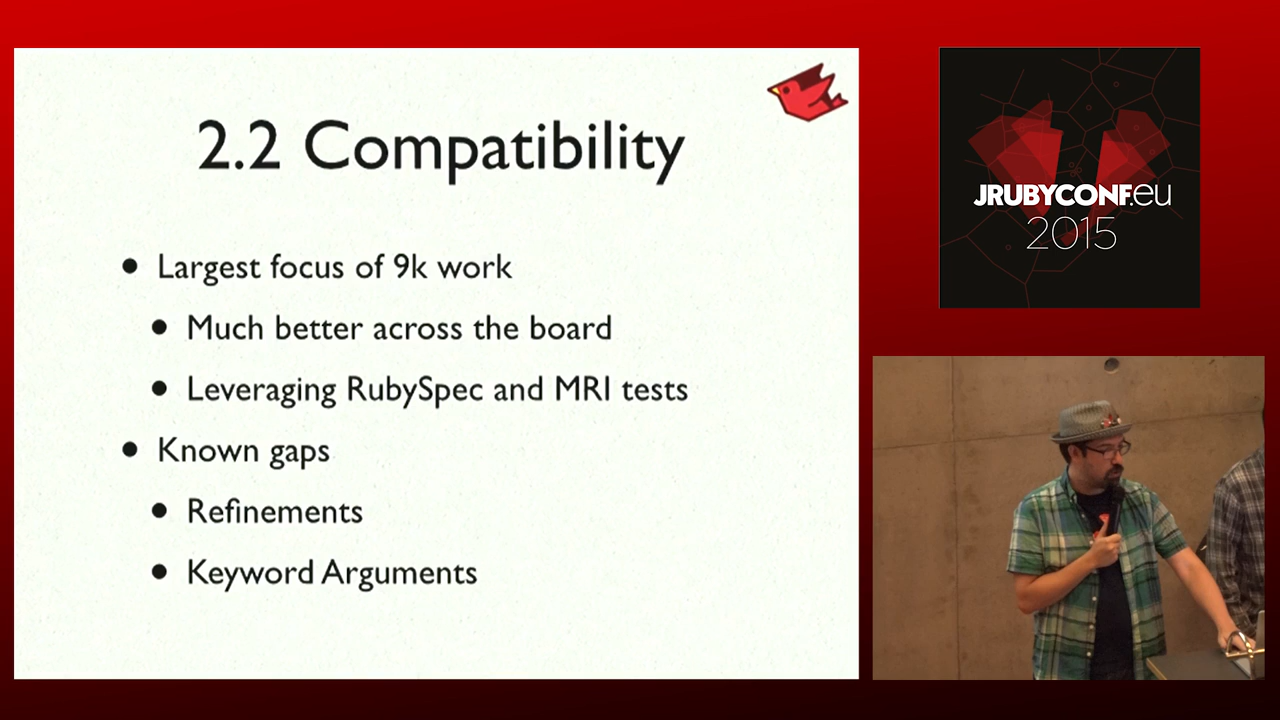 2.2 Compatibility
Largest focus of 9k work
Much better across the board
Leveraging RubySpec and MRI tests
Known gaps
Refinements
Keyword Arguments
JRUBYCONF.eu
2015